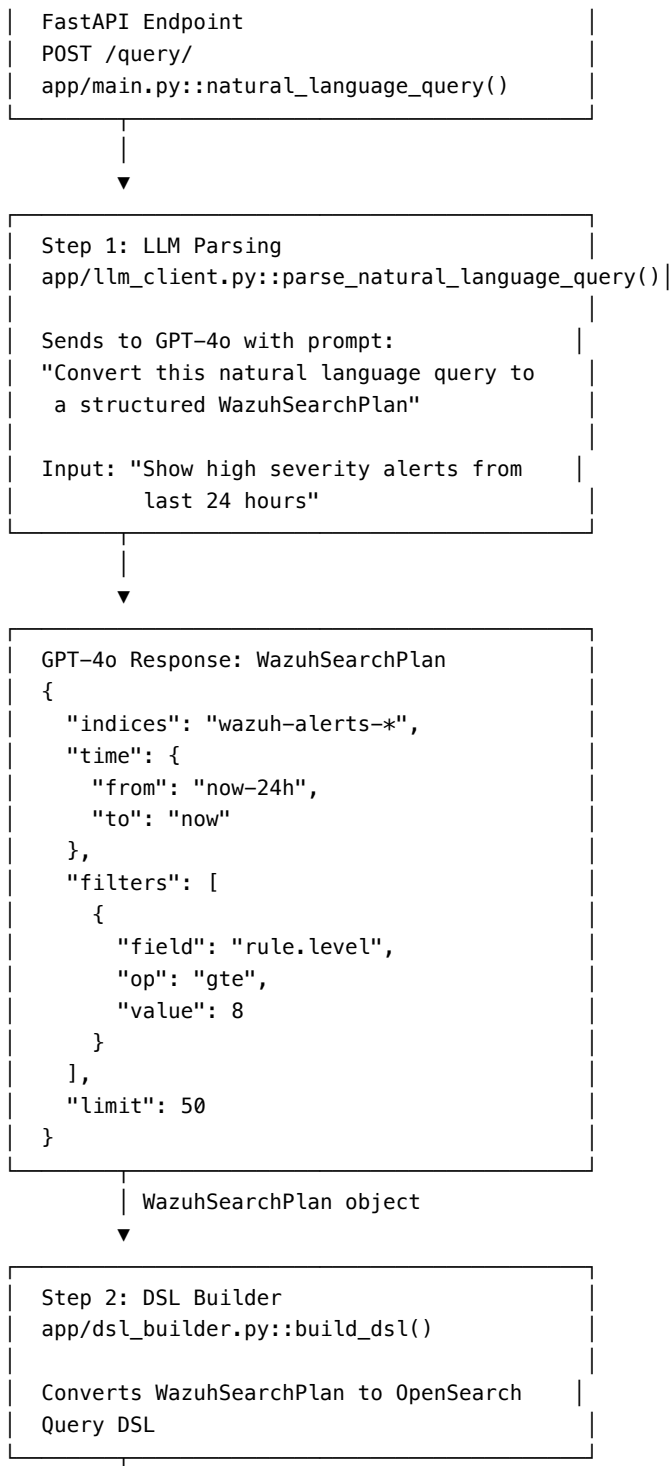 FastAPI Endpoint
POST /query/
app/main.py::natural_language_query()
Step 1: LLM Parsing
app/llm_client.py::parse_natural_language_query()
Sends to GPT-4o with prompt:
"Convert this natural language query to
a structured WazuhSearchPlan"
Input: "Show high severity alerts from
last 24 hours"
GPT-4o Response: WazuhSearchPlan
{
"indices": "wazuh-alerts-*",
"time": {
"from": "now-24h",
"to": "now"
},
"filters": [
{
"field": "rule.level",
"op": "gte",
"value": 8
}
],
"limit": 50
}
WazuhSearchPlan object
Step 2: DSL Builder
app/dsl_builder.py::build_dsl()
Converts WazuhSearchPlan to OpenSearch
Query DSL